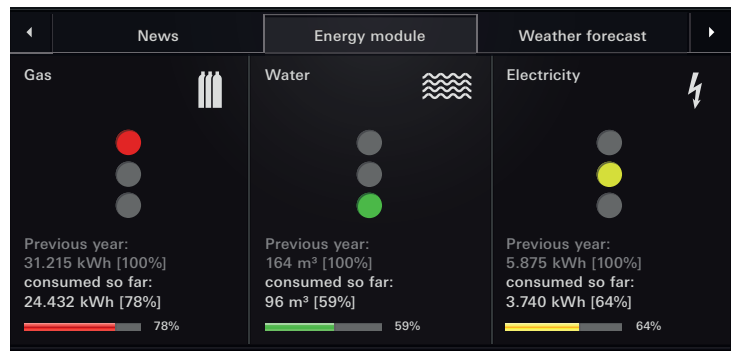 News
Energy module
Weather forecast
Gas
Water
Electricity
Previous year:
31.215 kWh [100%]
consumed so far:
24.432 kWh [78%]
78%
Previous year:
164 m³ [100%]
consumed so far:
96 m³ [59%]
59%
Previous year:
5.875 kWh [100%]
consumed so far:
3.740 kWh [64%]
64%